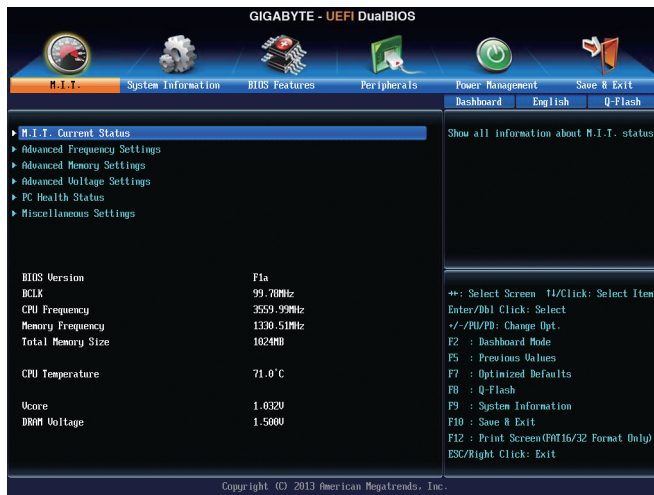 GIGABYTE - UEFI DualBIOS
M.I.T.
System Information
BIOS Features
Peripherals
Power Management
Save & Exit
Dashboard
English
Q-Flash
M.I.T. Current Status
Advanced Frequency Settings
Advanced Memory Settings
Advanced Voltage Settings
PC Health Status
Miscellaneous Settings
Show all information about M.I.T. status
BIOS Version F1a
BCLK 99.78MHz
CPU Frequency 3559.99MHz
Memory Frequency 1330.51MHz
Total Memory Size 1024MB
CPU Temperature 71.0°C
Vcore 1.032V
DRAM Voltage 1.500V
→←: Select Screen ↑↓/Click: Select Item
Enter/Dbl Click: Select
+/-/PU/PD: Change Opt.
F2 : Dashboard Mode
F5 : Previous Values
F7 : Optimized Defaults
F8 : Q-Flash
F9 : System Information
F10 : Save & Exit
F12 : Print Screen(FAT16/32 Format Only)
ESC/Right Click: Exit
Copyright (C) 2013 American Megatrends, Inc.